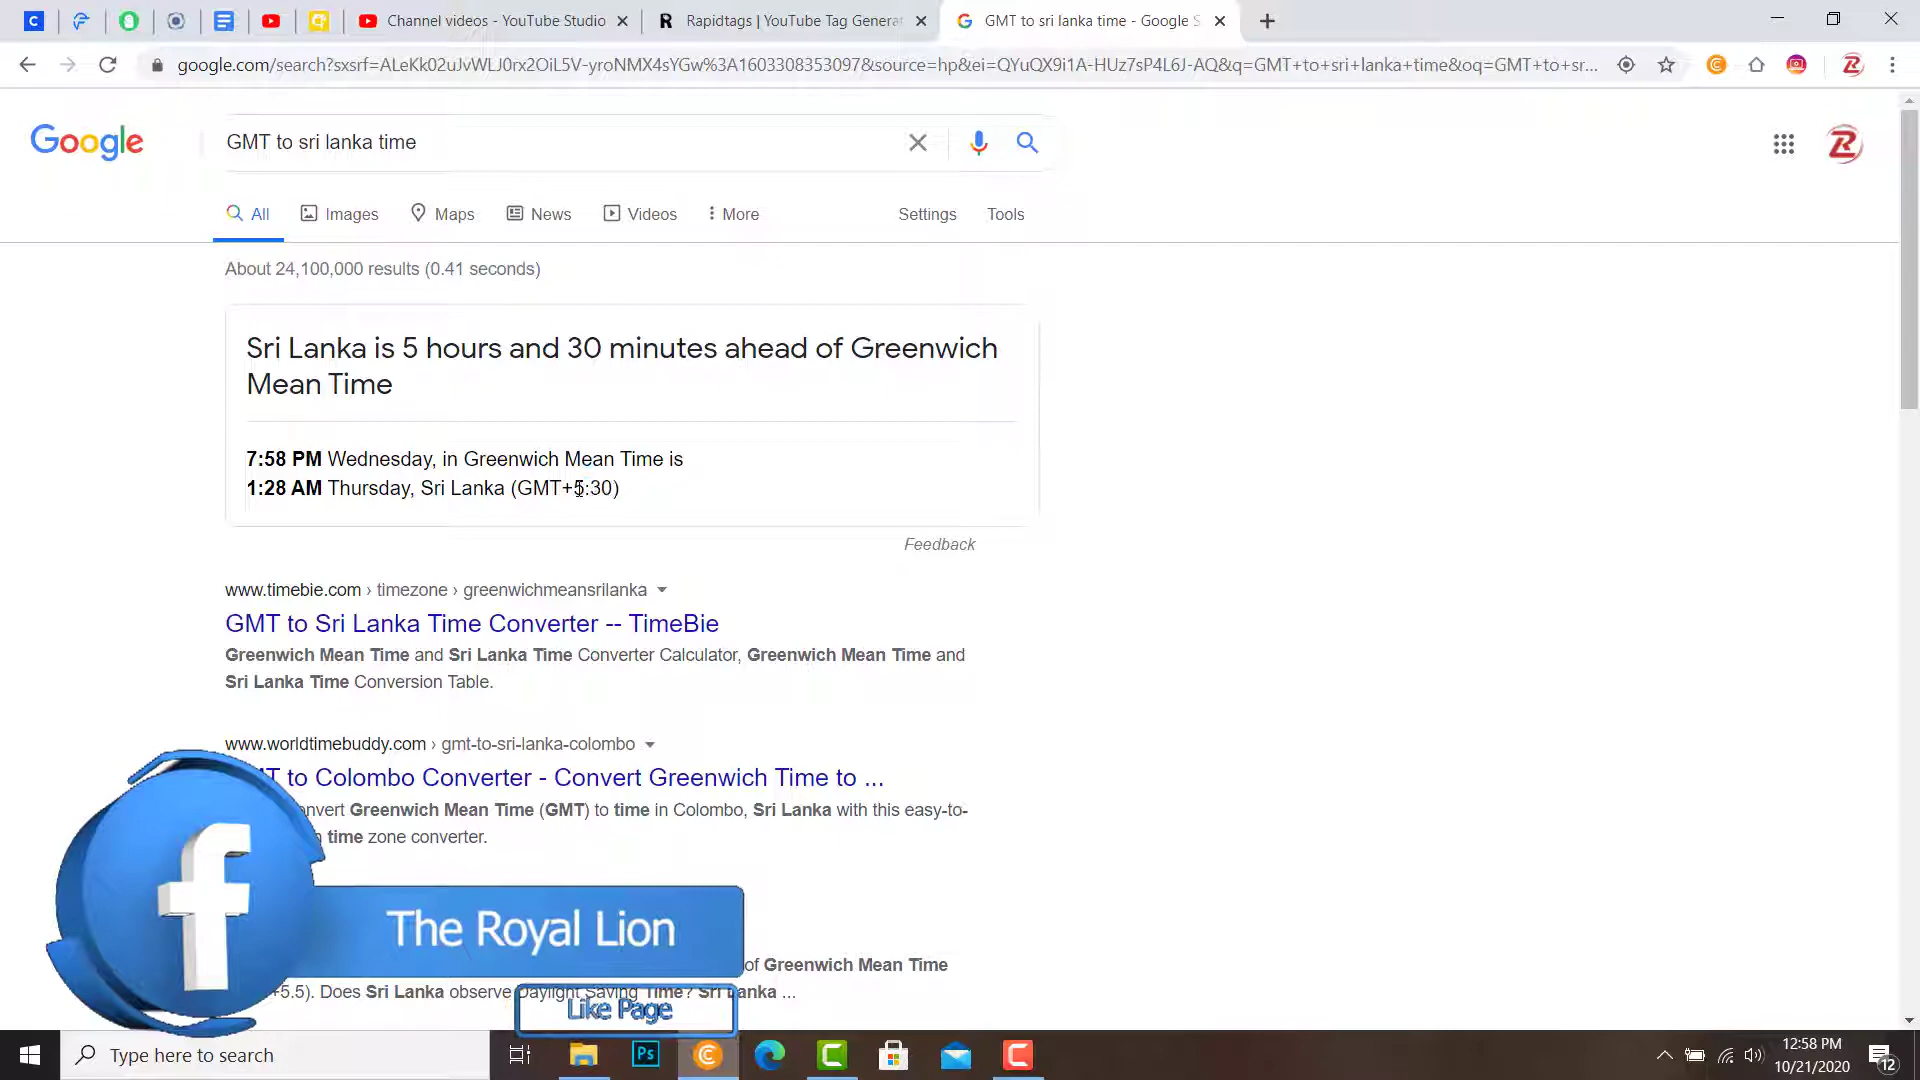 Channel videos - YouTube Studio
Rapidtags | YouTube Tag Genera
GMT to sri lanka time - Google S
google.com/search?sxsrf=ALeKk02uJvWLJ0rx2OiL5V-yroNMX4sYGw%3A1603308353097&source=hp&ei=QYuQX9i1A-HUz7sP4L6J-AQ&q=GMT+to+sri+lanka+time&oq=GMT+to+sr...
Google
GMT to sri lanka time
All
Images
Maps
News
Videos
More
Settings
Tools
About 24,100,000 results (0.41 seconds)
Sri Lanka is 5 hours and 30 minutes ahead of Greenwich
Mean Time
7:58 PM Wednesday, in Greenwich Mean Time is
1:28 AM Thursday, Sri Lanka (GMT+5:30)
Feedback
www.timebie.com › timezone › greenwichmeansrilanka
GMT to Sri Lanka Time Converter -- TimeBie
Greenwich Mean Time and Sri Lanka Time Converter Calculator, Greenwich Mean Time and
Sri Lanka Time Conversion Table.
www.worldtimebuddy.com › gmt-to-sri-lanka-colombo
to Colombo Converter - Convert Greenwich Time to ...
Greenwich Mean Time (GMT) to time in Colombo, Sri Lanka with this easy-to-
time zone converter.
The Royal Lion
of Greenwich Mean Time
+5.5). Does Sri Lanka observe Daylight Saving Time? Sri Lanka ...
Like Page
Type here to search
Ps
12:58 PM
10/21/2020
12